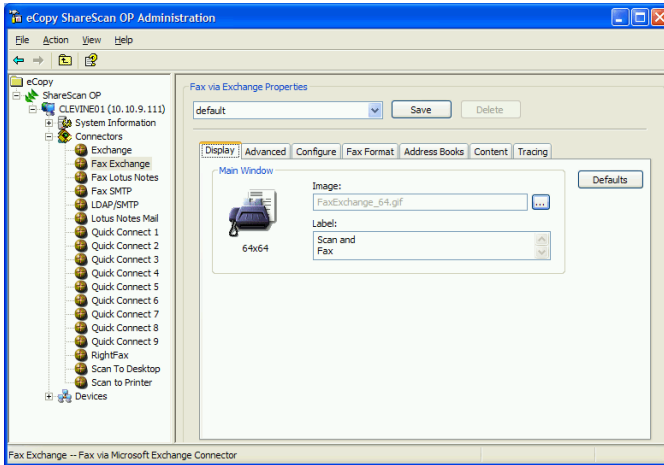 eCopy ShareScan OP Administration
File Action View Help
eCopy
ShareScan OP
CLEVINE01 (10.10.9.111)
System Information
Connectors
Exchange
Fax Exchange
Fax Lotus Notes
Fax SMTP
LDAP/SMTP
Lotus Notes Mail
Quick Connect 1
Quick Connect 2
Quick Connect 3
Quick Connect 4
Quick Connect 5
Quick Connect 6
Quick Connect 7
Quick Connect 8
Quick Connect 9
RightFax
Scan To Desktop
Scan to Printer
Devices
Fax via Exchange Properties
default Save Delete
Display Advanced Configure Fax Format Address Books Content Tracing
Main Window
Defaults
Image:
FaxExchange_64.gif ...
Label:
Scan and
Fax
64x64
Fax Exchange -- Fax via Microsoft Exchange Connector